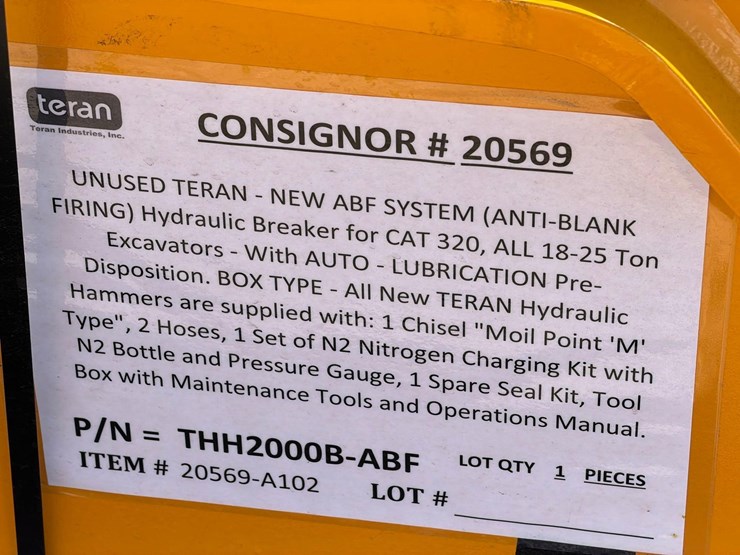 teran
Teran Industries, Inc.
CONSIGNOR # 20569
UNUSED TERAN - NEW ABF SYSTEM (ANTI-BLANK
FIRING) Hydraulic Breaker for CAT 320, ALL 18-25 Ton
Excavators - With AUTO - LUBRICATION Pre-
Disposition. BOX TYPE - All New TERAN Hydraulic
Hammers are supplied with: 1 Chisel "Moil Point 'M'
Type", 2 Hoses, 1 Set of N2 Nitrogen Charging Kit with
N2 Bottle and Pressure Gauge, 1 Spare Seal Kit, Tool
Box with Maintenance Tools and Operations Manual.
P/N = THH2000B-ABF LOT QTY 1 PIECES
ITEM # 20569-A102 LOT #